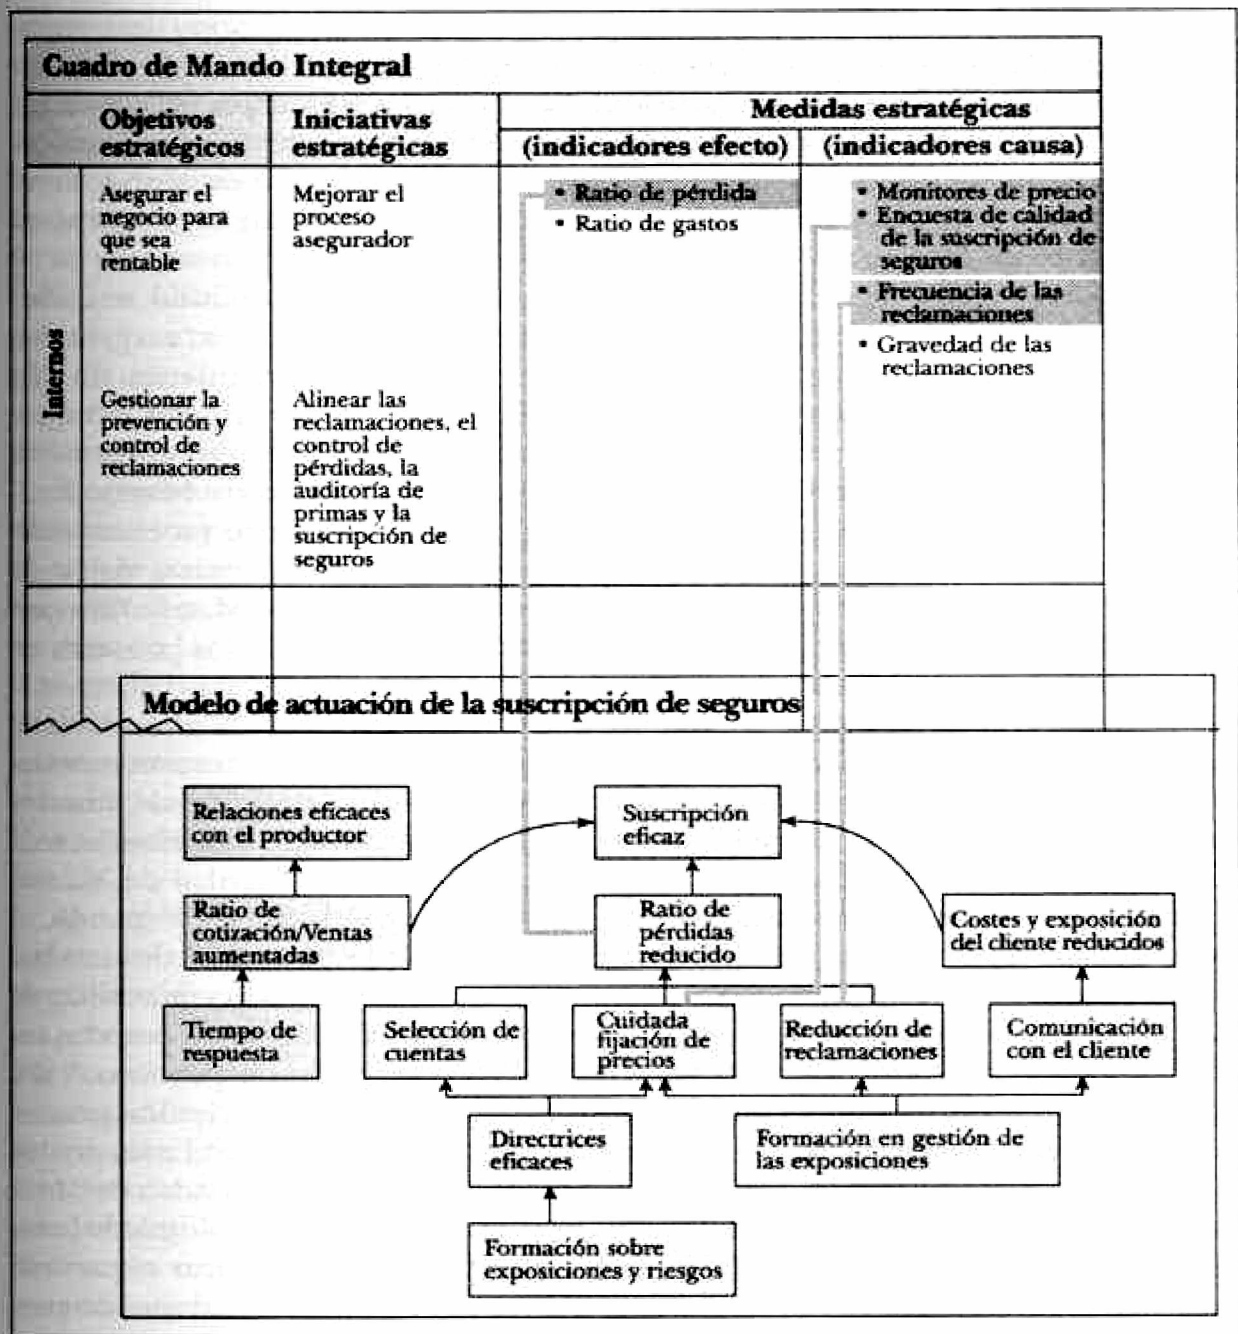 Cuadro de Mando Integral
Objetivos
estratégicos
Iniciativas
estratégicas
Medidas estratégicas
(indicadores efecto)
(indicadores causa)
Internos
Asegurar el
negocio para
que sea
rentable
Mejorar el
proceso
asegurador
• Ratio de pérdida
• Ratio de gastos
• Monitores de precio
• Encuesta de calidad
de la suscripción de
seguros
• Frecuencia de las
reclamaciones
• Gravedad de las
reclamaciones
Gestionar la
prevención y
control de
reclamaciones
Alinear las
reclamaciones, el
control de
pérdidas, la
auditoría de
primas y la
suscripción de
seguros
Modelo de actuación de la suscripción de seguros
Relaciones eficaces
con el productor
Suscripción
eficaz
Ratio de
cotización/Ventas
aumentadas
Ratio de
pérdidas
reducido
Costes y exposición
del cliente reducidos
Tiempo de
respuesta
Selección de
cuentas
Cuidada
fijación de
precios
Reducción de
reclamaciones
Comunicación
con el cliente
Directrices
eficaces
Formación en gestión de
las exposiciones
Formación sobre
exposiciones y riesgos